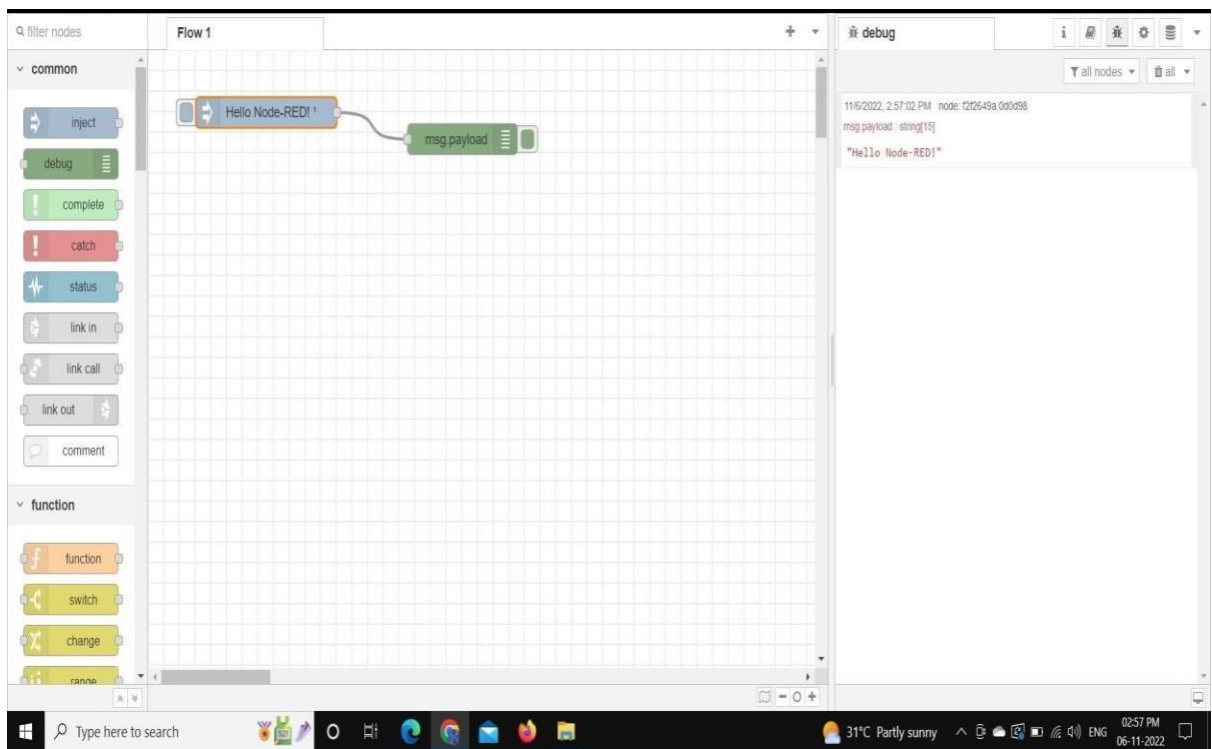 filter nodes
Flow 1
debug
all nodes
all
common
inject
debug
complete
catch
status
link in
link call
link out
comment
function
function
switch
change
range
Hello Node-RED! ¹
msg.payload
11/6/2022, 2:57:02 PM node: f2f2649a.0d0d98
msg.payload : string[15]
"Hello Node-RED!"
Type here to search
31°C Partly sunny
ENG
02:57 PM
06-11-2022